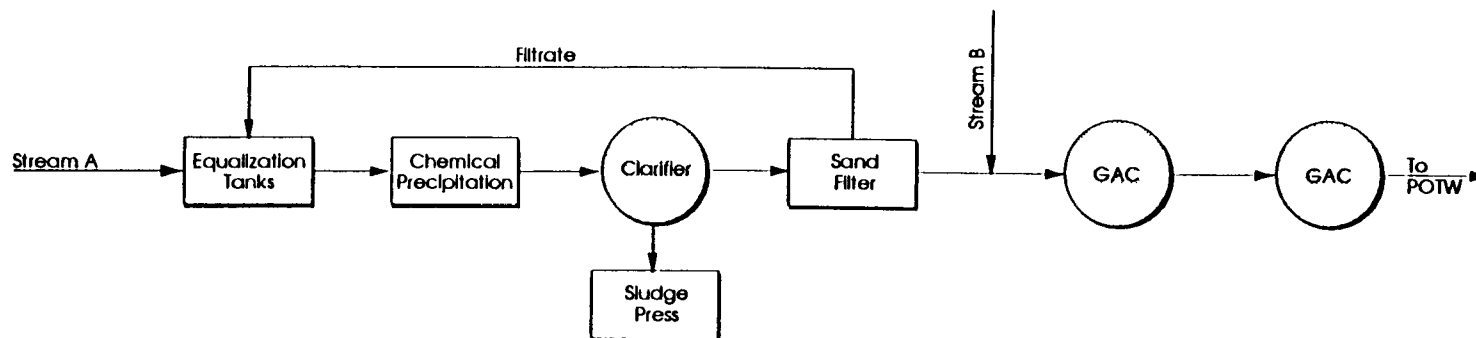 Filtrate
Stream B
Stream A
Equalization
Tanks
Chemical
Precipitation
Clarifier
Sand
Filter
GAC
GAC
To
POTW
Sludge
Press